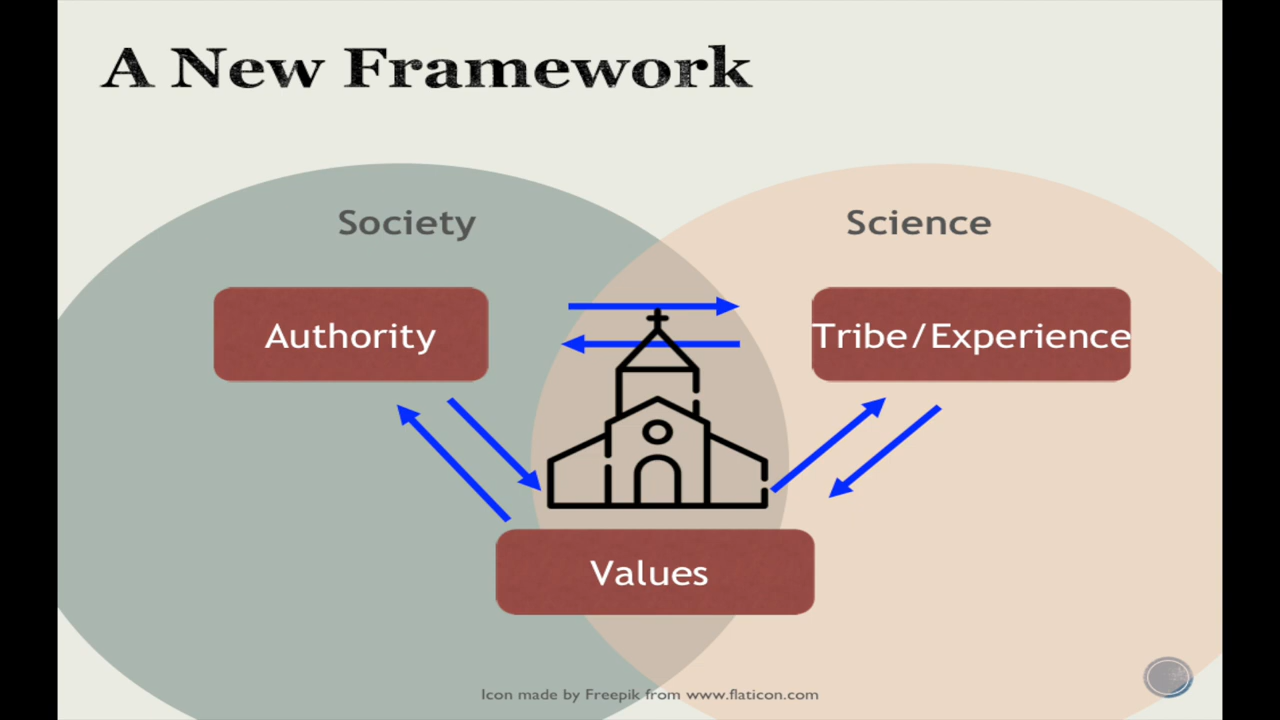 A New Framework
Society
Science
Authority
Tribe/Experience
Values
Icon made by Freepik from www.flaticon.com